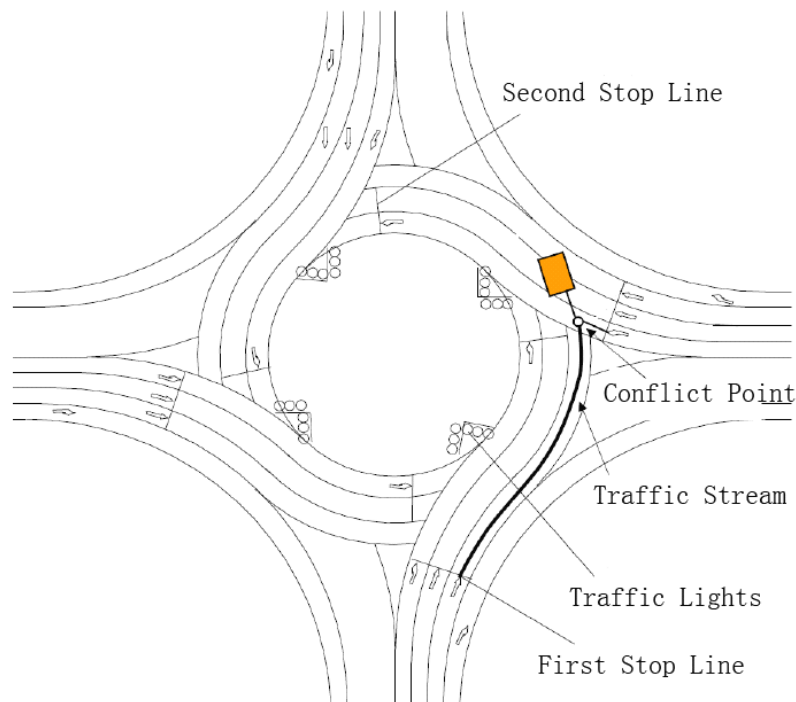 Second Stop Line
Conflict Point
Traffic Stream
Traffic Lights
First Stop Line